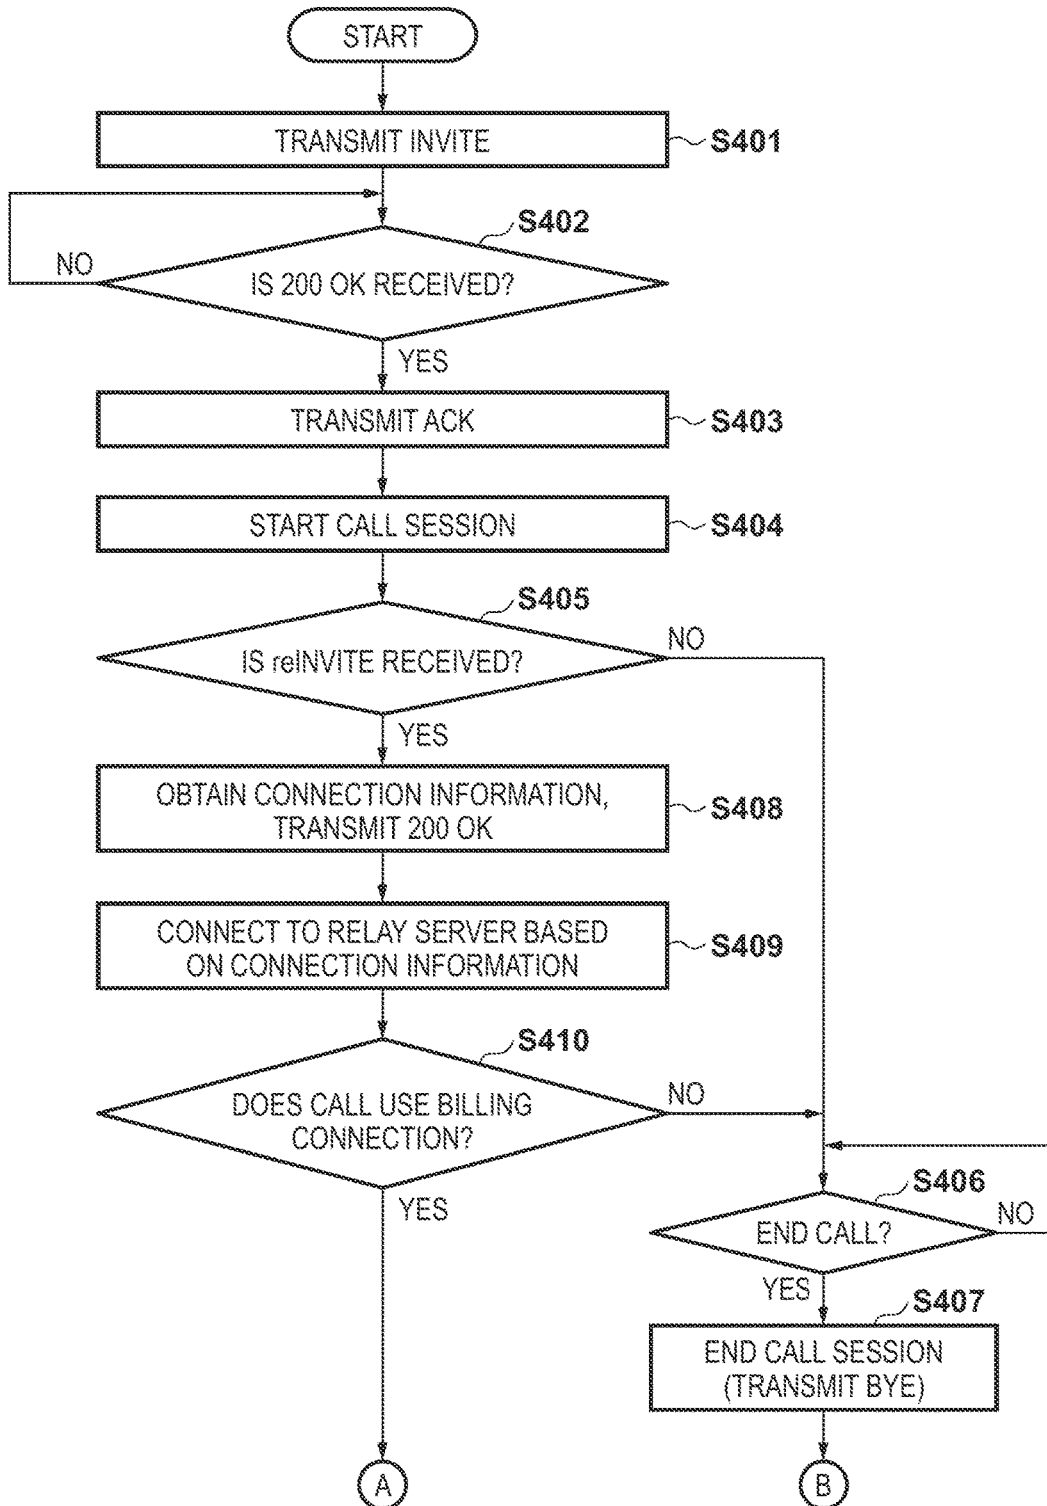 START
TRANSMIT INVITE
S401
S402
NO
IS 200 OK RECEIVED?
YES
TRANSMIT ACK
S403
START CALL SESSION
S404
S405
IS reINVITE RECEIVED?
NO
YES
OBTAIN CONNECTION INFORMATION,
TRANSMIT 200 OK
S408
CONNECT TO RELAY SERVER BASED
ON CONNECTION INFORMATION
S409
S410
DOES CALL USE BILLING
CONNECTION?
NO
YES
S406
END CALL?
NO
YES
S407
END CALL SESSION
(TRANSMIT BYE)
A
B